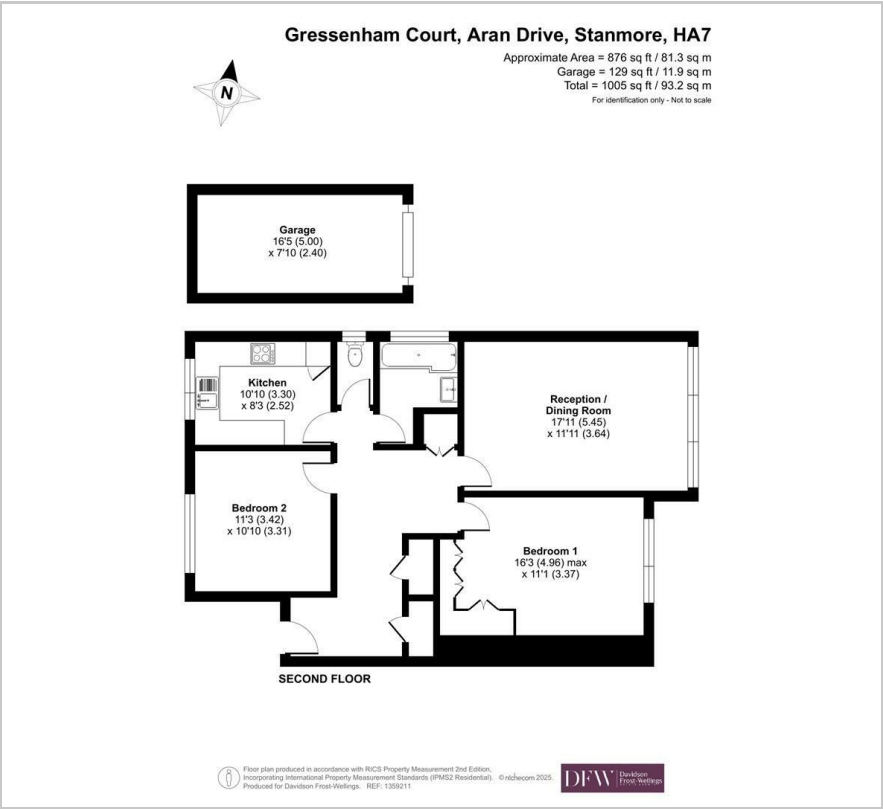 Gressenham Court, Aran Drive, Stanmore, HA7
Approximate Area = 876 sq ft / 81.3 sq m
Garage = 129 sq ft / 11.9 sq m
Total = 1005 sq ft / 93.2 sq m
For identification only - Not to scale
N
Garage
16'5 (5.00)
x 7'10 (2.40)
Kitchen
10'10 (3.30)
x 8'3 (2.52)
Reception /
Dining Room
17'11 (5.45)
x 11'11 (3.64)
Bedroom 2
11'3 (3.42)
x 10'10 (3.31)
Bedroom 1
16'3 (4.96) max
x 11'1 (3.37)
SECOND FLOOR
Floor plan produced in accordance with RICS Property Measurement 2nd Edition,
Incorporating International Property Measurement Standards (IPMS2 Residential). © nichecom 2025.
Produced for Davidson Frost-Wellings. REF: 1359211
DFW
Davidson
Frost-Wellings